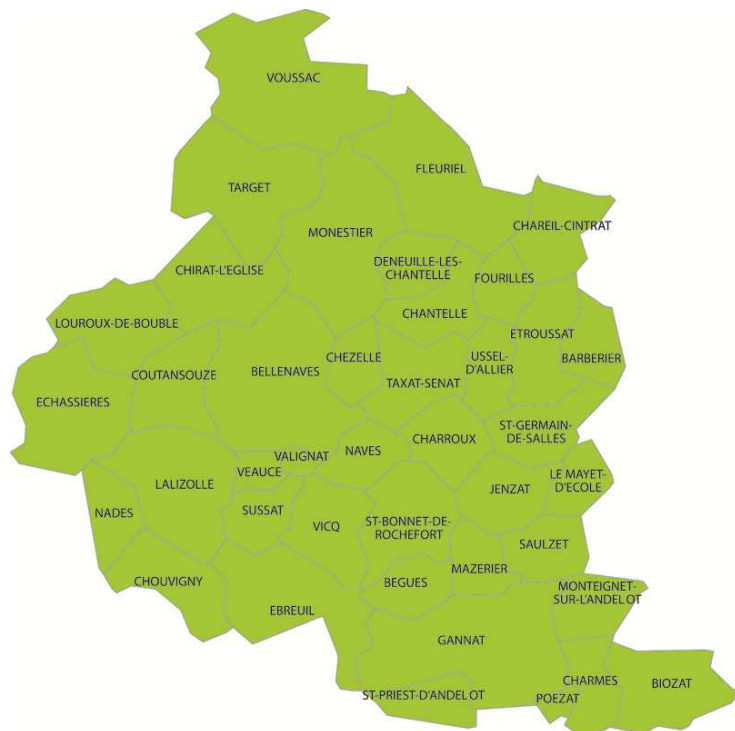 VOUSSAC
FLEURIEL
TARGET
CHAREIL-CINTRAT
MONESTIER
DENEUILLE-LES-
CHANTELLE
CHIRAT-L'EGLISE
FOURILLES
CHANTELLE
LOUROUX-DE-BOUBLE
ETROUSSAT
CHEZELLE
USSEL-
D'ALLIER
BARBERIER
COUTANSOUZE
BELLENAVES
TAXAT-SENAT
ECHASSIERES
ST-GERMAIN-
DE-SALLES
CHARROUX
NAVES
VALIGNAT
VEAUCE
LE MAYET-
D'ECOLE
LALIZOLLE
JENZAT
NADES
SUSSAT
VICQ
ST-BONNET-DE-
ROCHEFORT
SAULZET
MAZERIER
CHOUVIGNY
BEGUES
MONTEIGNET-
SUR-L'ANDELOT
EBREUIL
GANNAT
CHARMES
BIOZAT
ST-PRIEST-D'ANDELOT
POEZAT